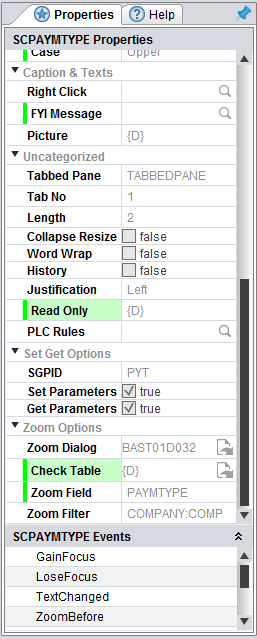 Properties Help
SCPAYMTYPE Properties
Case Upper
Caption & Texts
Right Click
FYI Message
Picture {D}
Uncategorized
Tabbed Pane TABBEDPANE
Tab No 1
Length 2
Collapse Resize false
Word Wrap false
History false
Justification Left
Read Only {D}
PLC Rules
Set Get Options
SGPID PYT
Set Parameters true
Get Parameters true
Zoom Options
Zoom Dialog BAST01D032
Check Table {D}
Zoom Field PAYMTYPE
Zoom Filter COMPANY:COMP
SCPAYMTYPE Events
GainFocus
LoseFocus
TextChanged
ZoomBefore